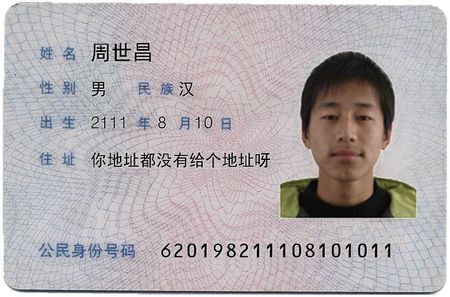 姓名 周世昌
性别 男 民族 汉
出生 2111 年 8 月 10 日
住址 你地址都没有给个地址呀
公民身份号码 620198211108101011